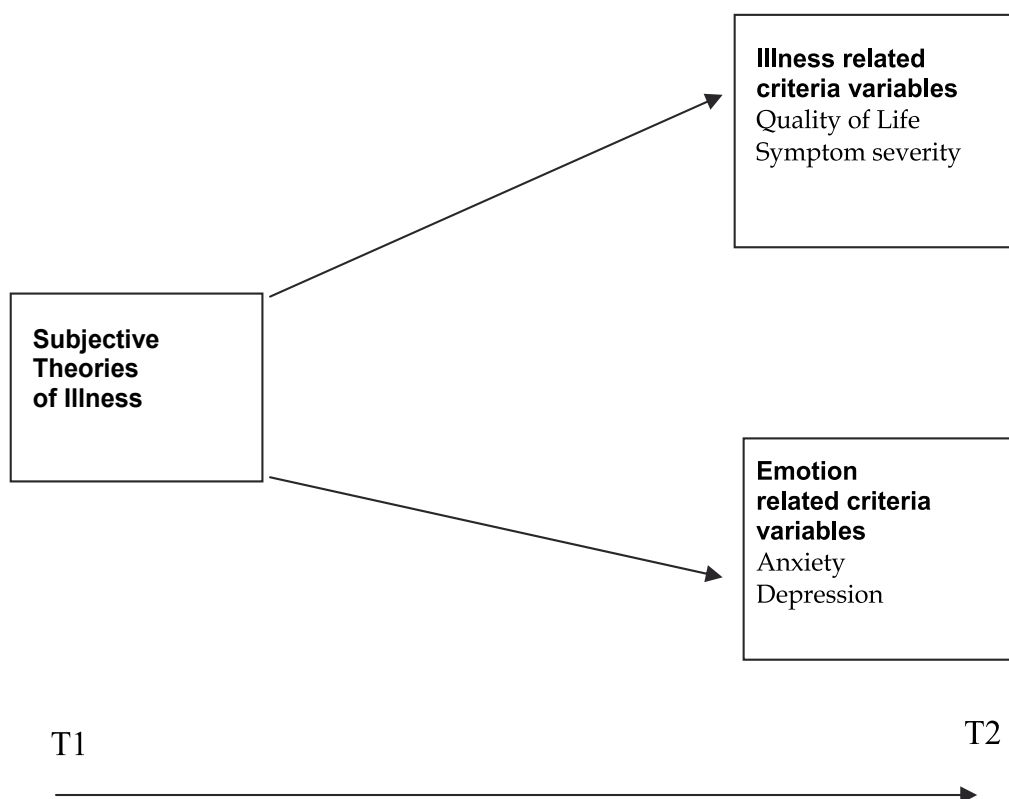 Illness related
criteria variables
Quality of Life
Symptom severity
Subjective
Theories
of Illness
Emotion
related criteria
variables
Anxiety
Depression
T1
T2